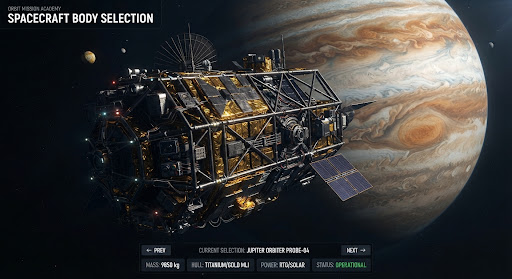 ORBIT MISSION ACADEMY
SPACECRAFT BODY SELECTION
← PREV
CURRENT SELECTION: JUPITER ORBITER PROBE-04
NEXT →
MASS: 9850 kg
HULL: TITANIUM/GOLD MLI
POWER: RTG/SOLAR
STATUS: OPERATIONAL